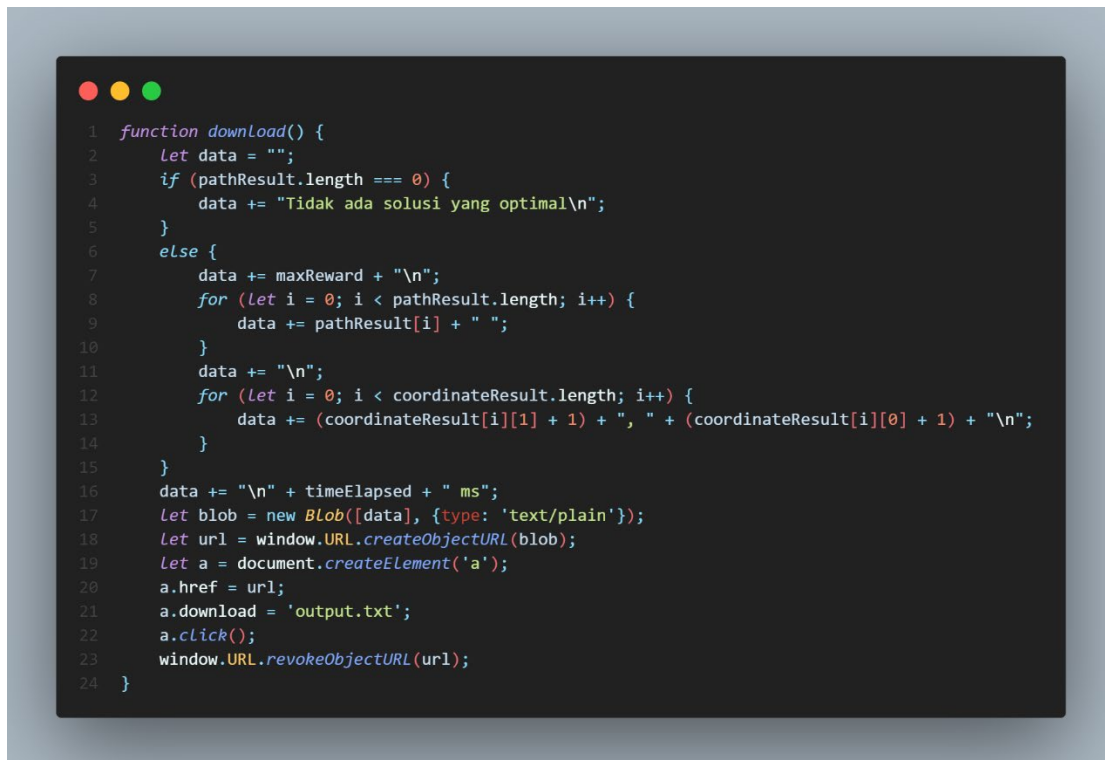 1 function download() {
2     let data = "";
3     if (pathResult.length === 0) {
4         data += "Tidak ada solusi yang optimal\n";
5     }
6     else {
7         data += maxReward + "\n";
8         for (let i = 0; i < pathResult.length; i++) {
9             data += pathResult[i] + " ";
10         }
11         data += "\n";
12         for (let i = 0; i < coordinateResult.length; i++) {
13             data += (coordinateResult[i][1] + 1) + ", " + (coordinateResult[i][0] + 1) + "\n";
14         }
15     }
16     data += "\n" + timeElapsed + " ms";
17     let blob = new Blob([data], {type: 'text/plain'});
18     let url = window.URL.createObjectURL(blob);
19     let a = document.createElement('a');
20     a.href = url;
21     a.download = 'output.txt';
22     a.click();
23     window.URL.revokeObjectURL(url);
24 }